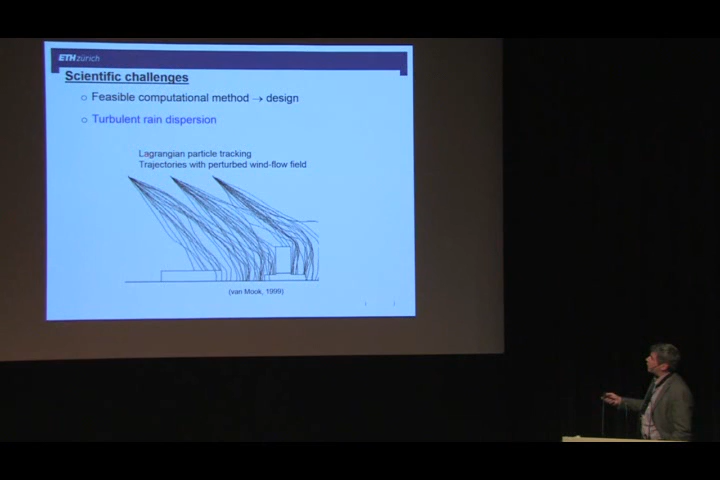 ETH zürich
Scientific challenges
Feasible computational method → design
Turbulent rain dispersion
Lagrangian particle tracking
Trajectories with perturbed wind-flow field
(van Mook, 1999)